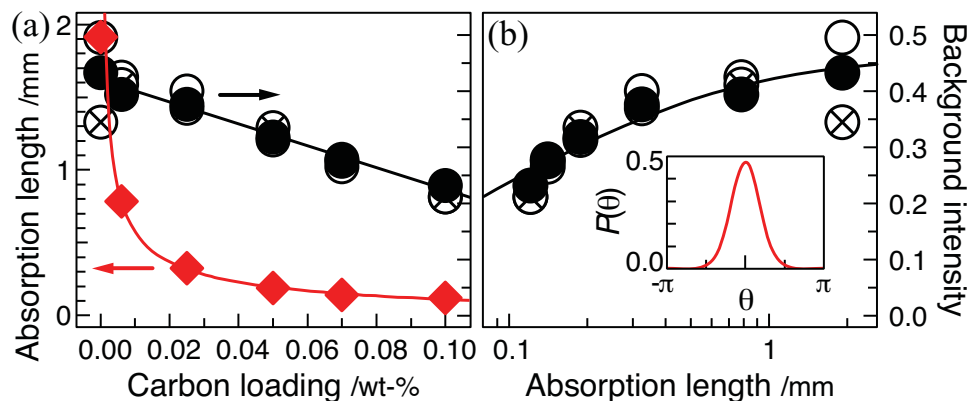 (a)
2
1
0
Absorption length /mm
0.00 0.02 0.04 0.06 0.08 0.10
Carbon loading /wt-%
(b)
0.5
0.4
0.3
0.2
0.1
0.0
Background intensity
0.1 1
Absorption length /mm
0.5
0.0
P(θ)
-π π
θ